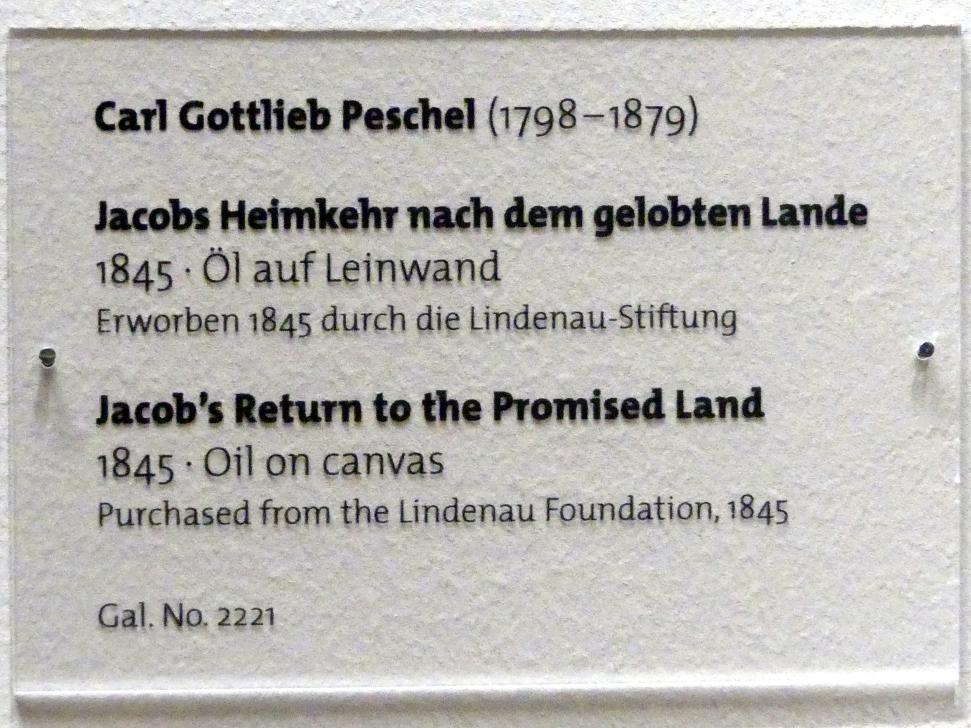 Carl Gottlieb Peschel (1798–1879)
Jacobs Heimkehr nach dem gelobten Lande
1845 · Öl auf Leinwand
Erworben 1845 durch die Lindenau-Stiftung
Jacob's Return to the Promised Land
1845 · Oil on canvas
Purchased from the Lindenau Foundation, 1845
Gal. No. 2221